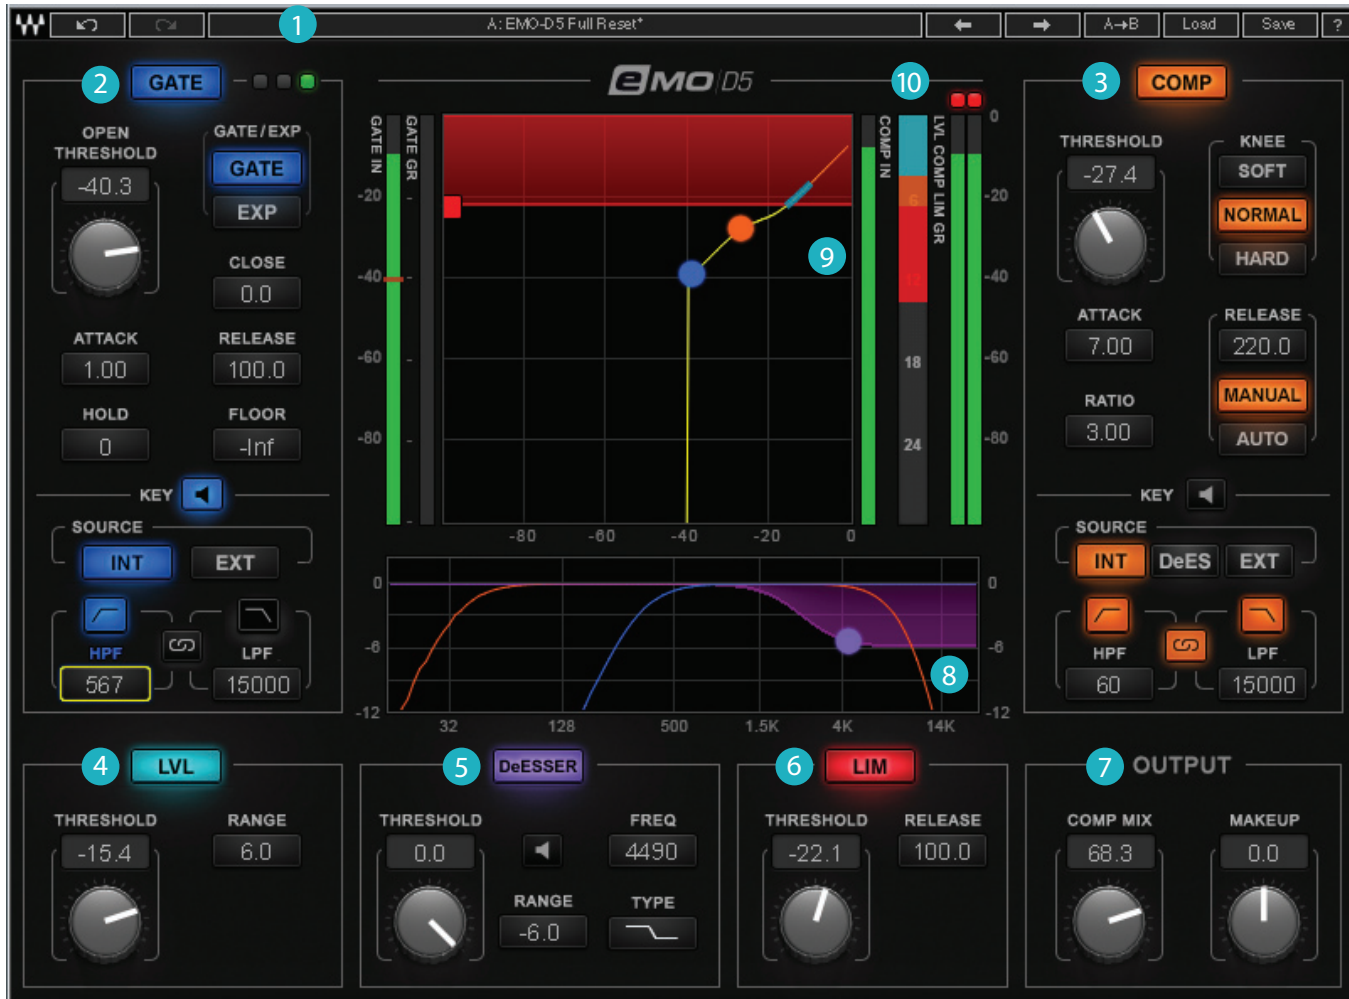 1
A: EMO-D5 Full Reset*
A→B
Load
Save
?
2
GATE
OPEN
THRESHOLD
-40.3
GATE/EXP
GATE
EXP
CLOSE
0.0
ATTACK
1.00
RELEASE
100.0
HOLD
0
FLOOR
-Inf
KEY
SOURCE
INT
EXT
HPF
567
LPF
15000
eMO D5
10
GATE IN
GATE GR
-20
-40
-60
-80
-80
-60
-40
-20
0
9
COMP IN
LVL COMP LIM GR
6
12
18
24
0
-20
-40
-60
-80
0
-6
-12
0
-6
-12
8
32
128
500
1.5K
4K
14K
3
COMP
THRESHOLD
-27.4
KNEE
SOFT
NORMAL
HARD
ATTACK
7.00
RELEASE
220.0
MANUAL
AUTO
RATIO
3.00
KEY
SOURCE
INT
DeES
EXT
HPF
60
LPF
15000
4
LVL
THRESHOLD
-15.4
RANGE
6.0
5
DeESSER
THRESHOLD
0.0
FREQ
4490
RANGE
-6.0
TYPE
6
LIM
THRESHOLD
-22.1
RELEASE
100.0
7
OUTPUT
COMP MIX
68.3
MAKEUP
0.0